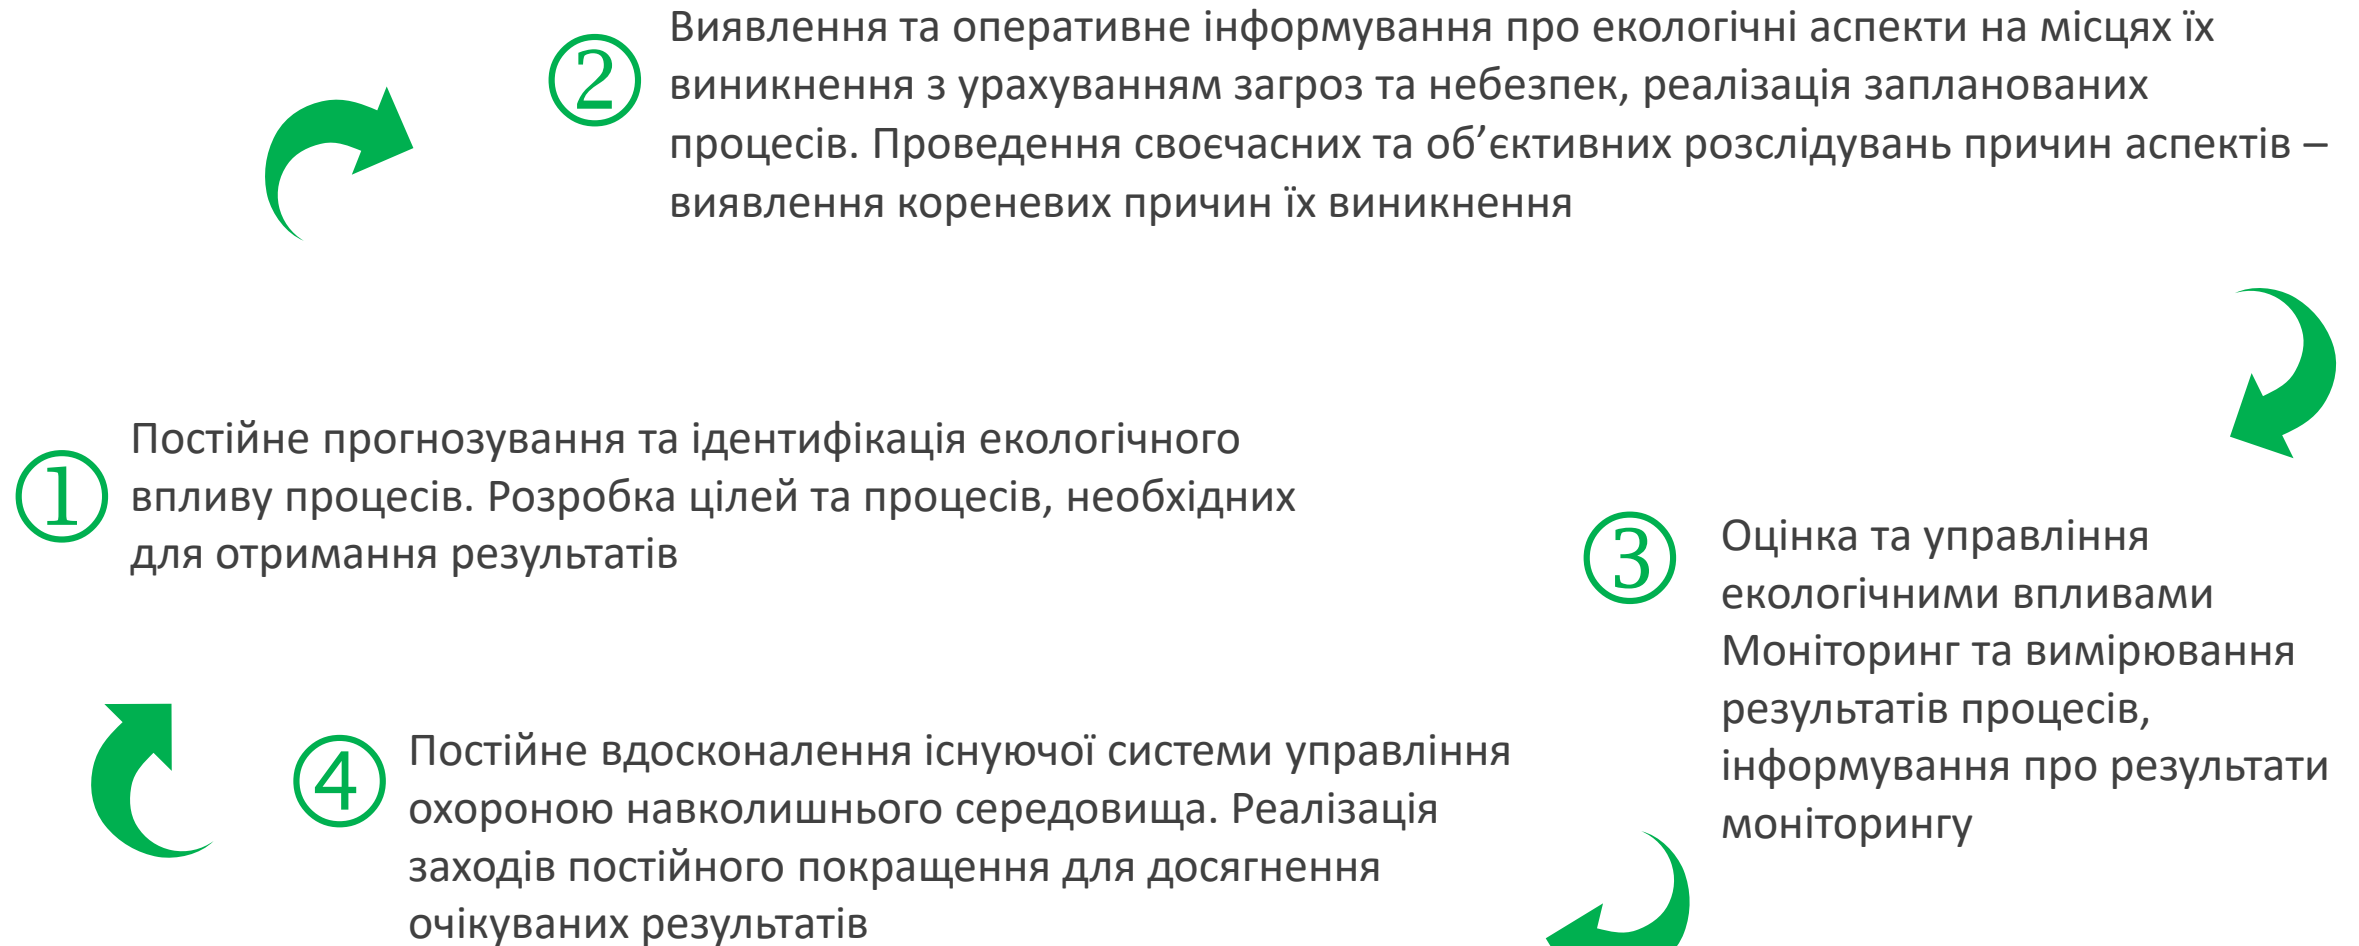 ②
Виявлення та оперативне інформування про екологічні аспекти на місцях їх
виникнення з урахуванням загроз та небезпек, реалізація запланованих
процесів. Проведення своєчасних та об’єктивних розслідувань причин аспектів –
виявлення кореневих причин їх виникнення
①
Постійне прогнозування та ідентифікація екологічного
впливу процесів. Розробка цілей та процесів, необхідних
для отримання результатів
③
Оцінка та управління
екологічними впливами
Моніторинг та вимірювання
результатів процесів,
інформування про результати
моніторингу
④
Постійне вдосконалення існуючої системи управління
охороною навколишнього середовища. Реалізація
заходів постійного покращення для досягнення
очікуваних результатів